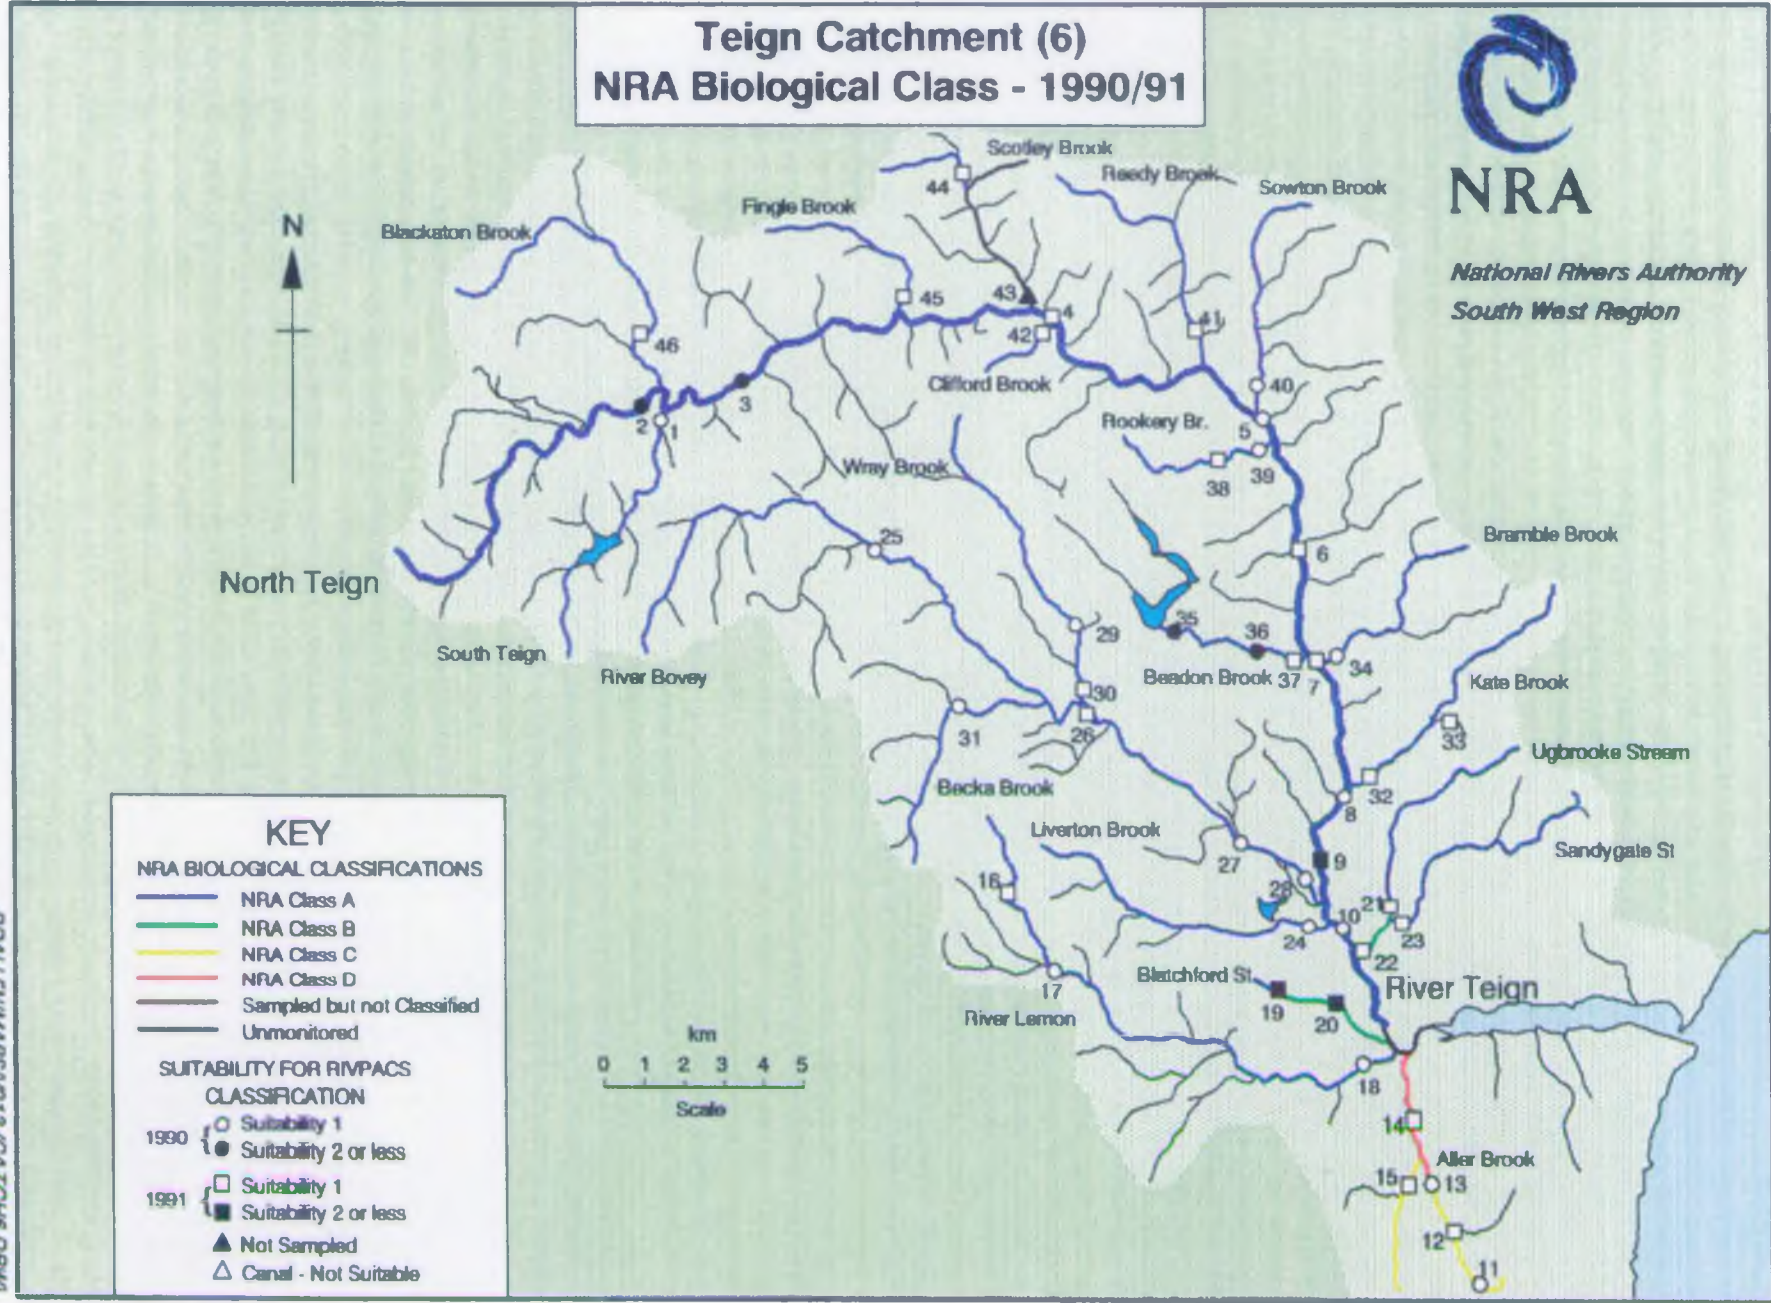 Teign Catchment (6)
NRA Biological Class - 1990/91
NRA
National Rivers Authority
South West Region
N
Scotley Brook
Reedy Brook
Sowton Brook
Fingle Brook
Blackaton Brook
44
45
43
4
41
42
46
Clifford Brook
40
3
2
1
Rookery Br.
5
39
38
Wray Brook
25
6
Bramble Brook
North Teign
35
36
29
34
South Teign
River Bovey
Beadon Brook
37
7
Kate Brook
30
31
26
33
Ugbrooke Stream
Becka Brook
32
8
Liverton Brook
27
9
Sandygate St
16
28
21
10
24
23
22
Blatchford St
River Teign
17
19
20
River Lemon
18
14
Aller Brook
15
13
12
11
km
0 1 2 3 4 5
Scale
KEY
NRA BIOLOGICAL CLASSIFICATIONS
NRA Class A
NRA Class B
NRA Class C
NRA Class D
Sampled but not Classified
Unmonitored
SUITABILITY FOR RIVPACS
CLASSIFICATION
1990 { Suitability 1
Suitability 2 or less
1991 { Suitability 1
Suitability 2 or less
Not Sampled
Canal - Not Suitable